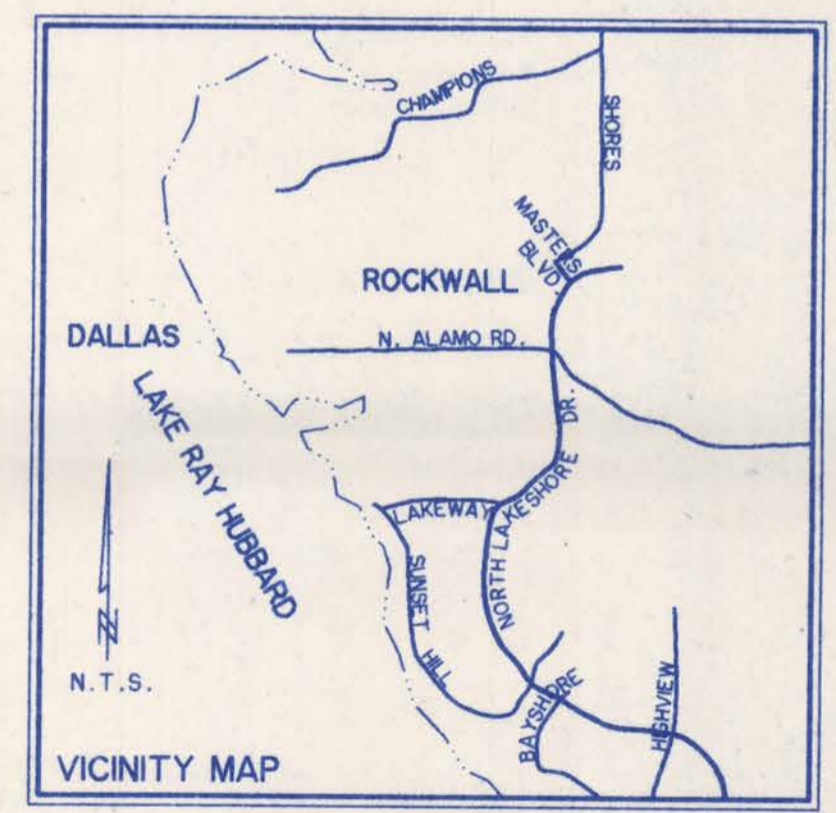 CHAMPIONS
SHORES
MASTERS
BLVD.
ROCKWALL
DALLAS
N. ALAMO RD.
LAKE RAY HUBBARD
NORTH LAKESHORE DR.
LAKEWAY
SUNSET HILL
N
N.T.S.
BAYSHORE
HIGHVIEW
VICINITY MAP